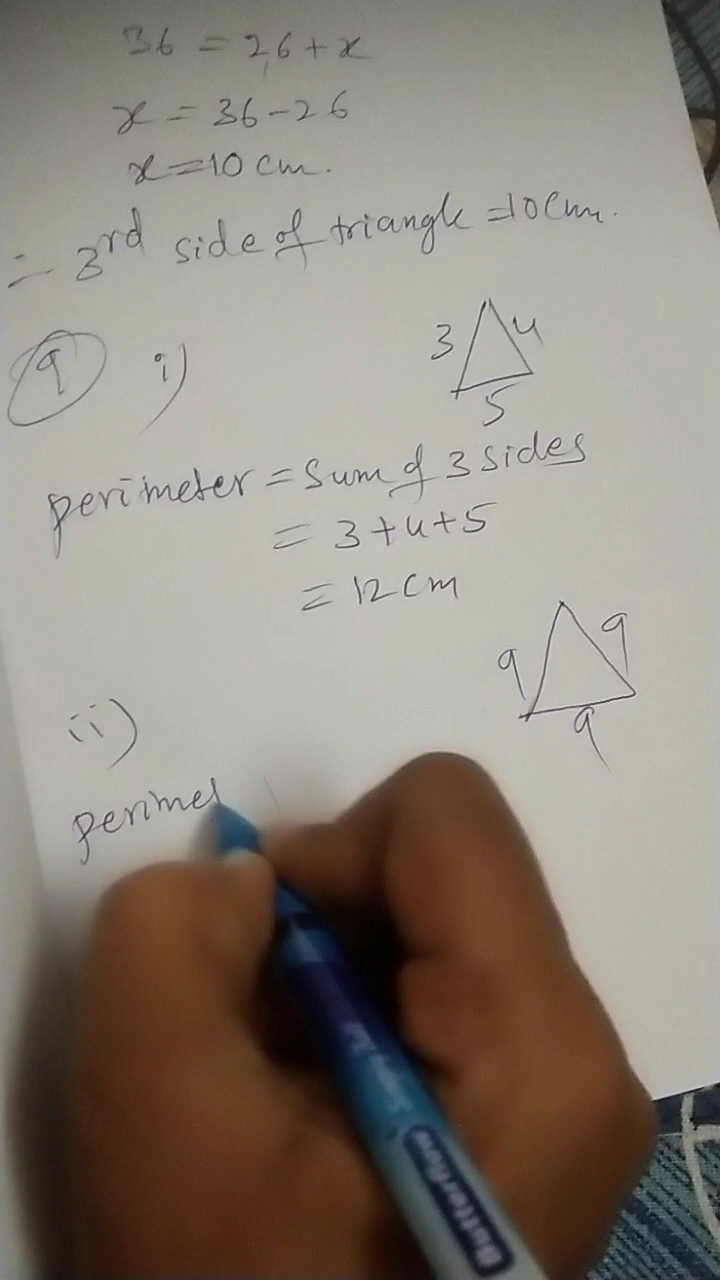 36 = 26 + x
x = 36 - 26
x = 10 cm.
= 3rd side of triangle = 10 cm.
9 i)
3 4
5
perimeter = Sum of 3 sides
= 3 + 4 + 5
= 12 cm
9 9
9
ii)
perimet
Butterflow